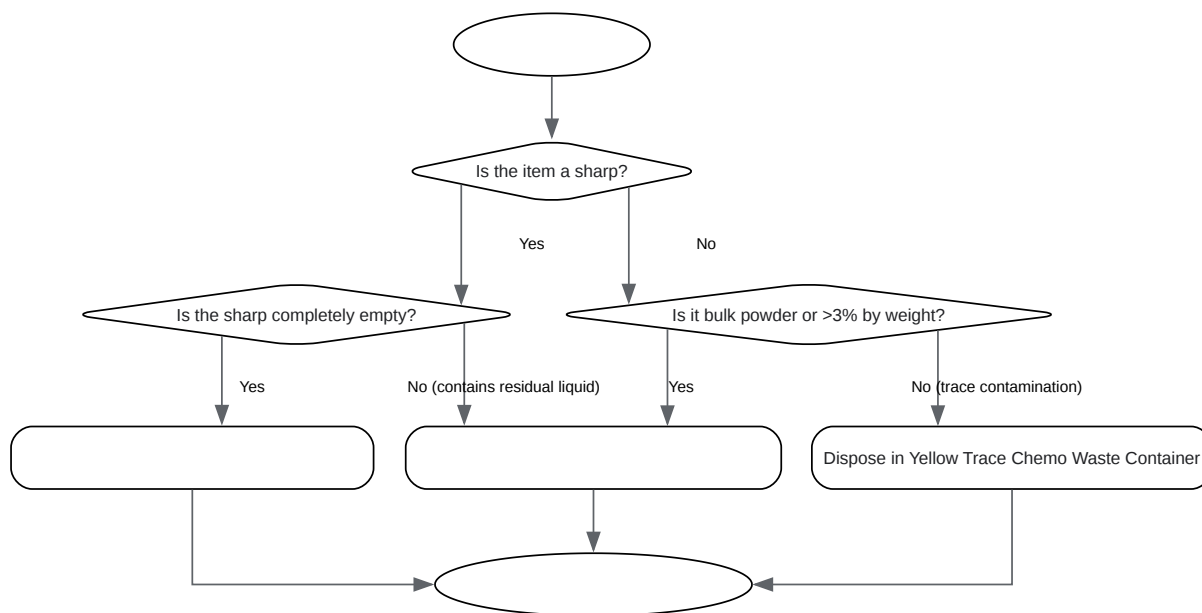 Is the item a sharp?
Yes
No
Is the sharp completely empty?
Is it bulk powder or >3% by weight?
Yes
No (contains residual liquid)
Yes
No (trace contamination)
Dispose in Yellow Trace Chemo Waste Container